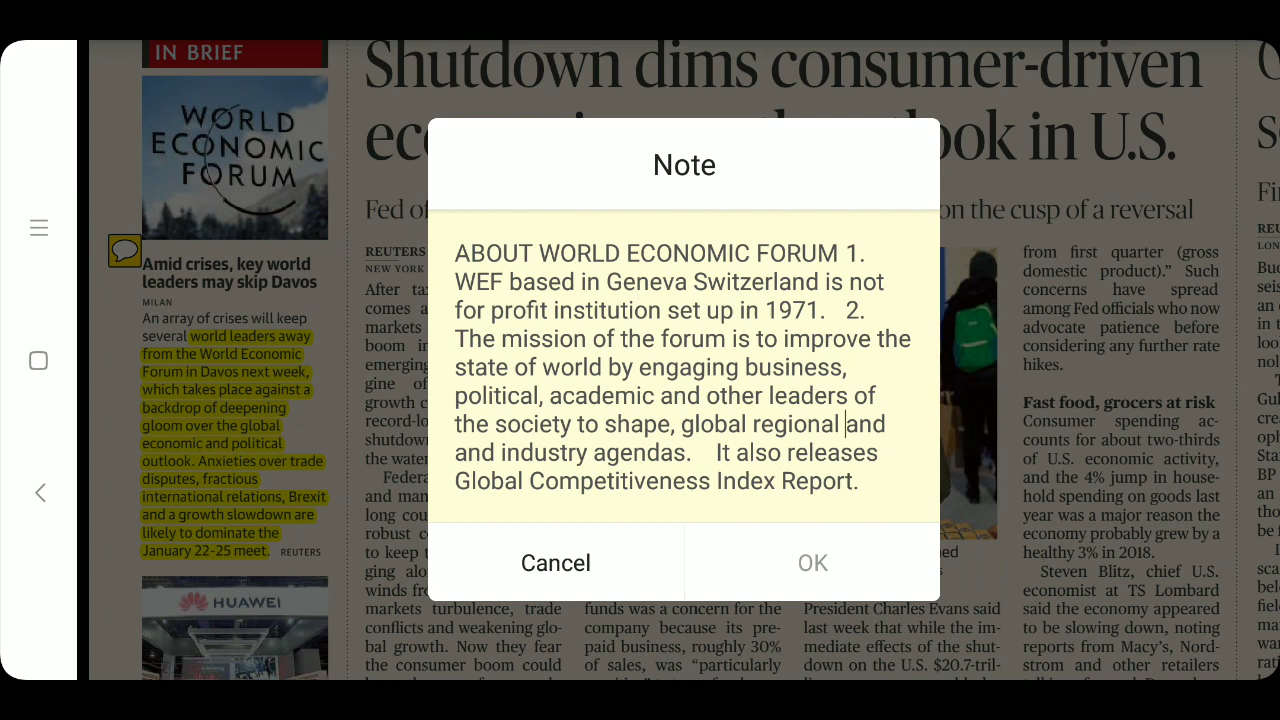 IN BRIEF
WORLD
ECONOMIC
FORUM
Amid crises, key world
leaders may skip Davos
MILAN
An array of crises will keep
several world leaders away
from the World Economic
Forum in Davos next week,
which takes place against a
backdrop of deepening
gloom over the global
economic and political
outlook. Anxieties over trade
disputes, fractious
international relations, Brexit
and a growth slowdown are
likely to dominate the
January 22-25 meet. REUTERS
HUAWEI
Shutdown dims consumer-driven
look in U.S.
Fed
on the cusp of a reversal
REUTERS
NEW YORK
Note
ABOUT WORLD ECONOMIC FORUM 1.
WEF based in Geneva Switzerland is not
for profit institution set up in 1971. 2.
The mission of the forum is to improve the
state of world by engaging business,
political, academic and other leaders of
the society to shape, global regional and
and industry agendas. It also releases
Global Competitiveness Index Report.
Cancel
OK
After
comes
markets
boom in
emerging
gine of
growth
shutdown
the
and
long
robust
to keep
winds
markets turbulence, trade
conflicts and weakening glo-
bal growth. Now they fear
the consumer boom could
funds was a concern for the
company because its pre-
paid business, roughly 30%
of sales, was "particularly
President Charles Evans said
last week that while the im-
mediate effects of the shut-
down on the U.S. $20.7-tril-
from first quarter (gross
domestic product)." Such
concerns have spread
among Fed officials who now
advocate patience before
considering any further rate
hikes.
Fast food, grocers at risk
Consumer spending ac-
counts for about two-thirds
of U.S. economic activity,
and the 4% jump in house-
hold spending on goods last
year was a major reason the
economy probably grew by a
healthy 3% in 2018.
Steven Blitz, chief U.S.
economist at TS Lombard
said the economy appeared
to be slowing down, noting
reports from Macy's, Nord-
strom and other retailers